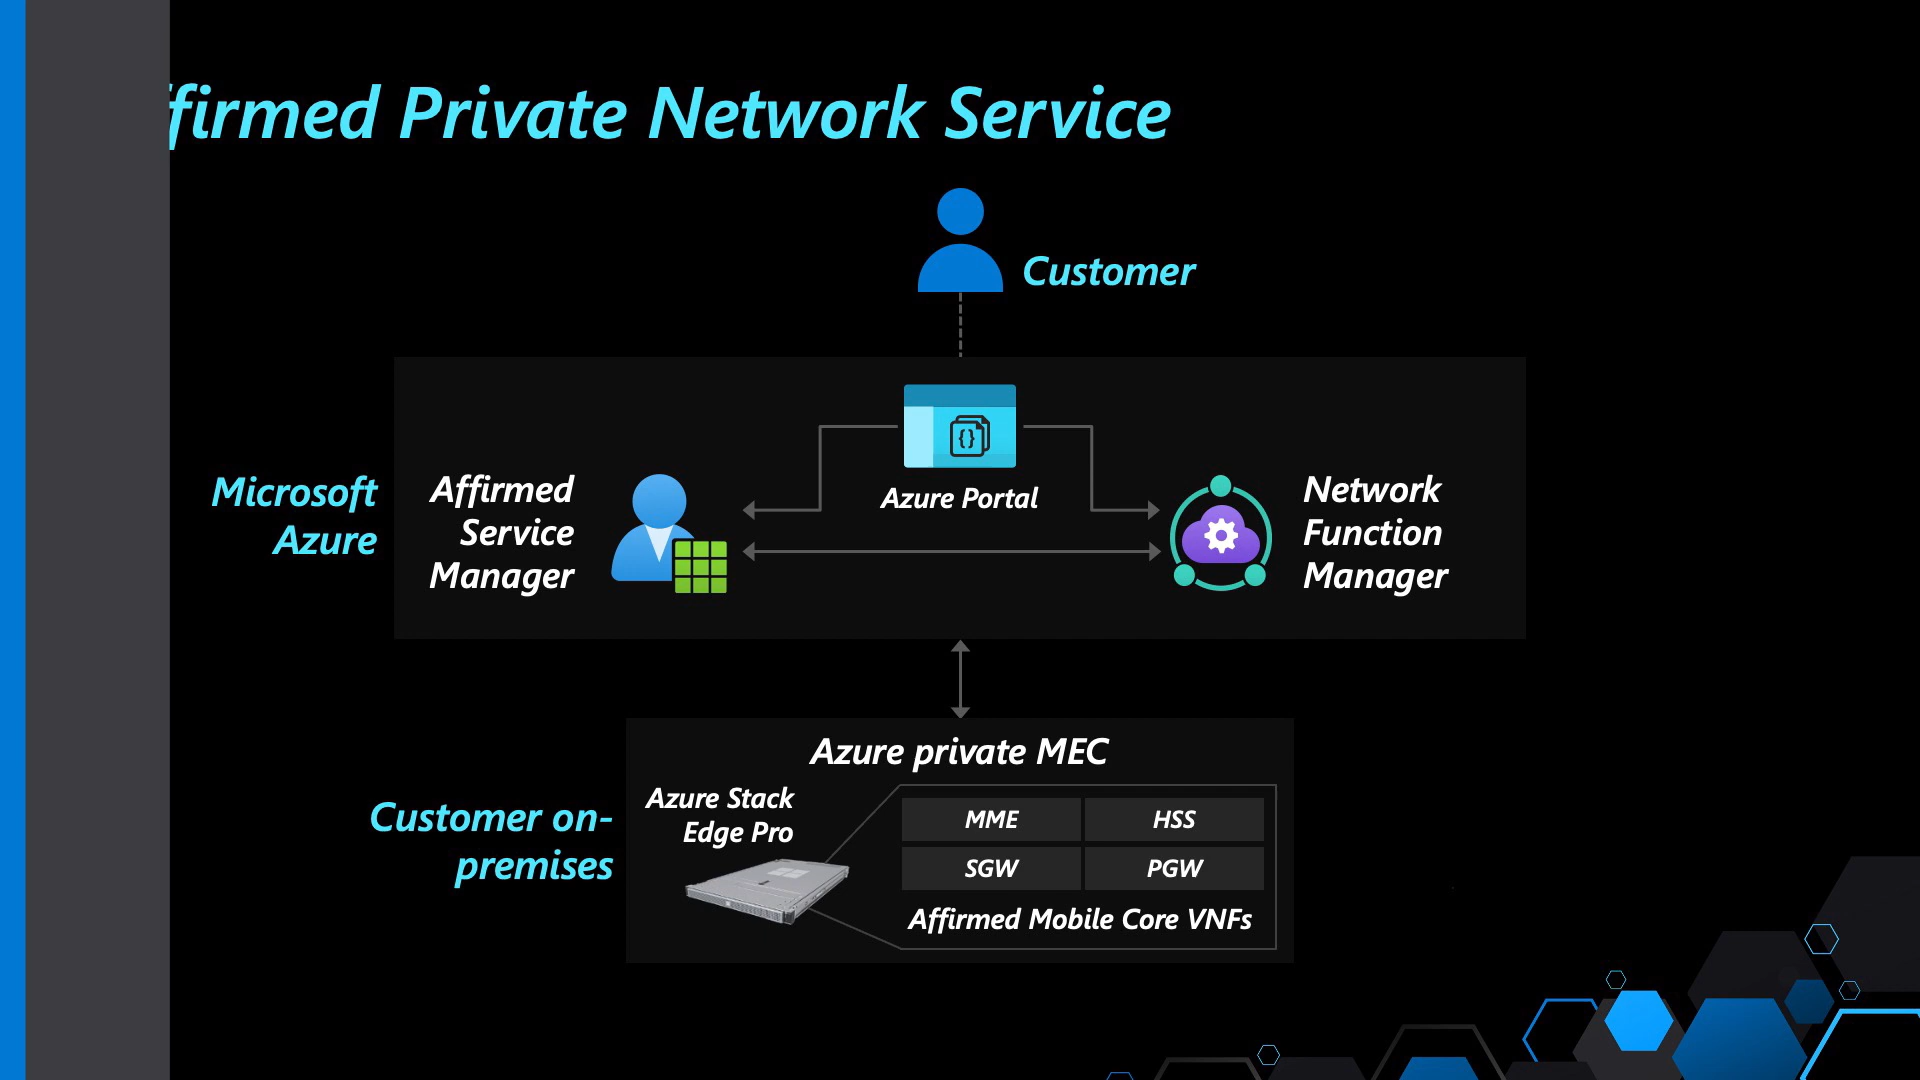 ffirmed Private Network Service
Customer
Microsoft
Azure
Affirmed
Service
Manager
{}
Azure Portal
Network
Function
Manager
Customer on-
premises
Azure private MEC
Azure Stack
Edge Pro
MME
HSS
SGW
PGW
Affirmed Mobile Core VNFs